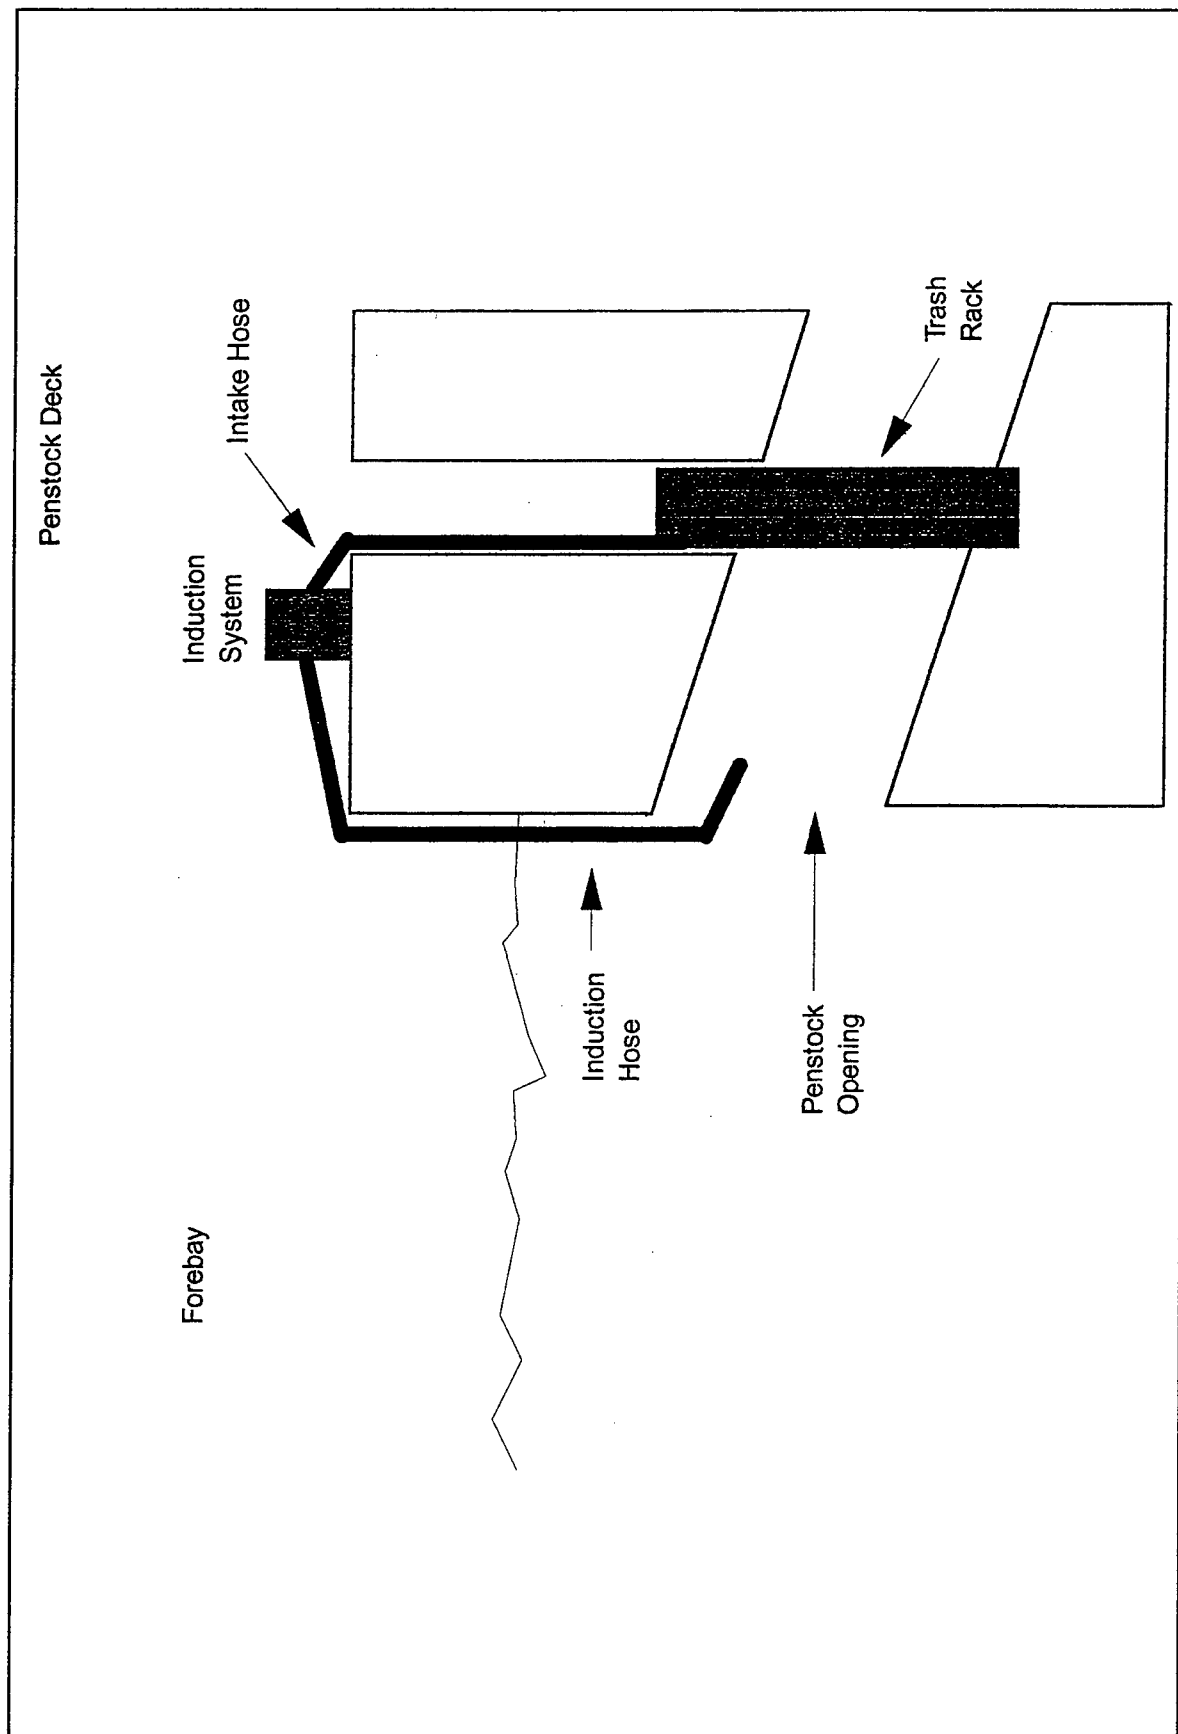 Penstock Deck
Induction
System
Intake Hose
Forebay
Induction
Hose
Penstock
Opening
Trash
Rack